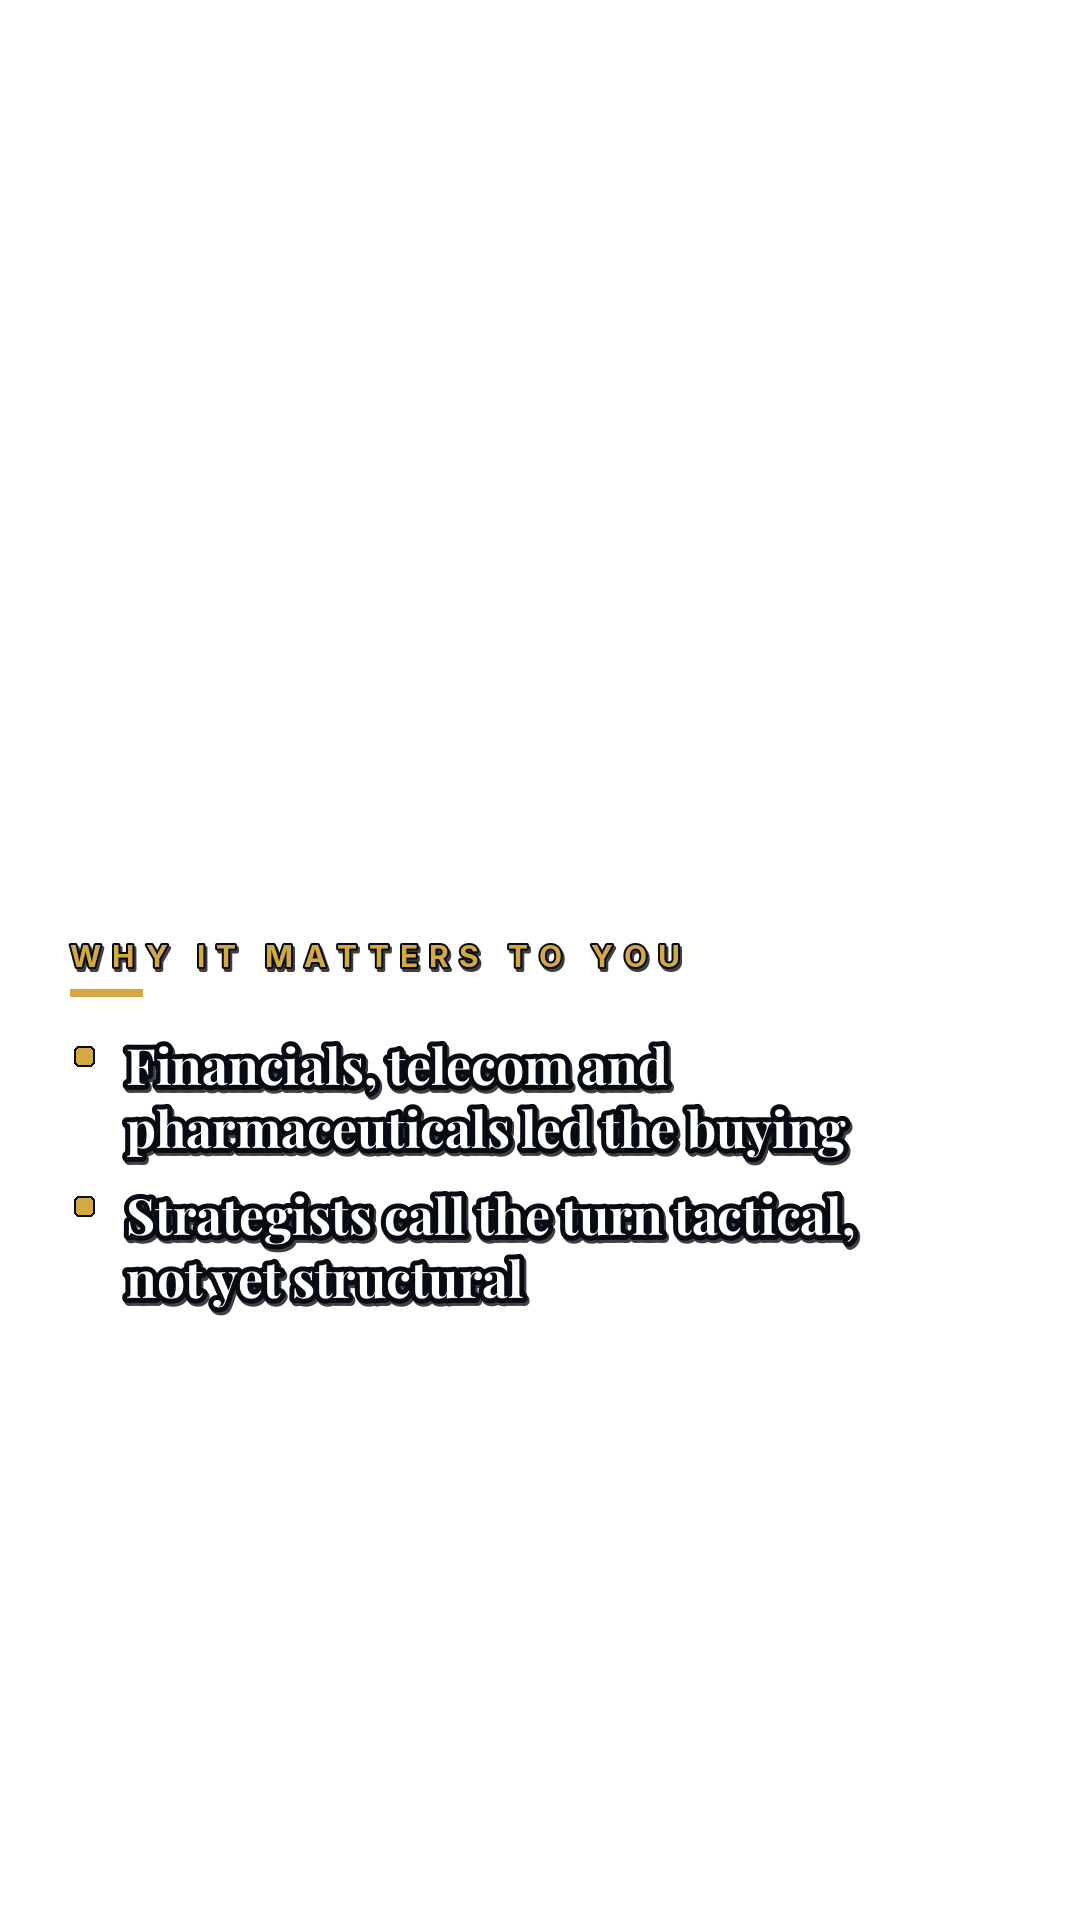 WHY IT MATTERS TO YOU
Financials, telecom and
pharmaceuticals led the buying
Strategists call the turn tactical,
not yet structural